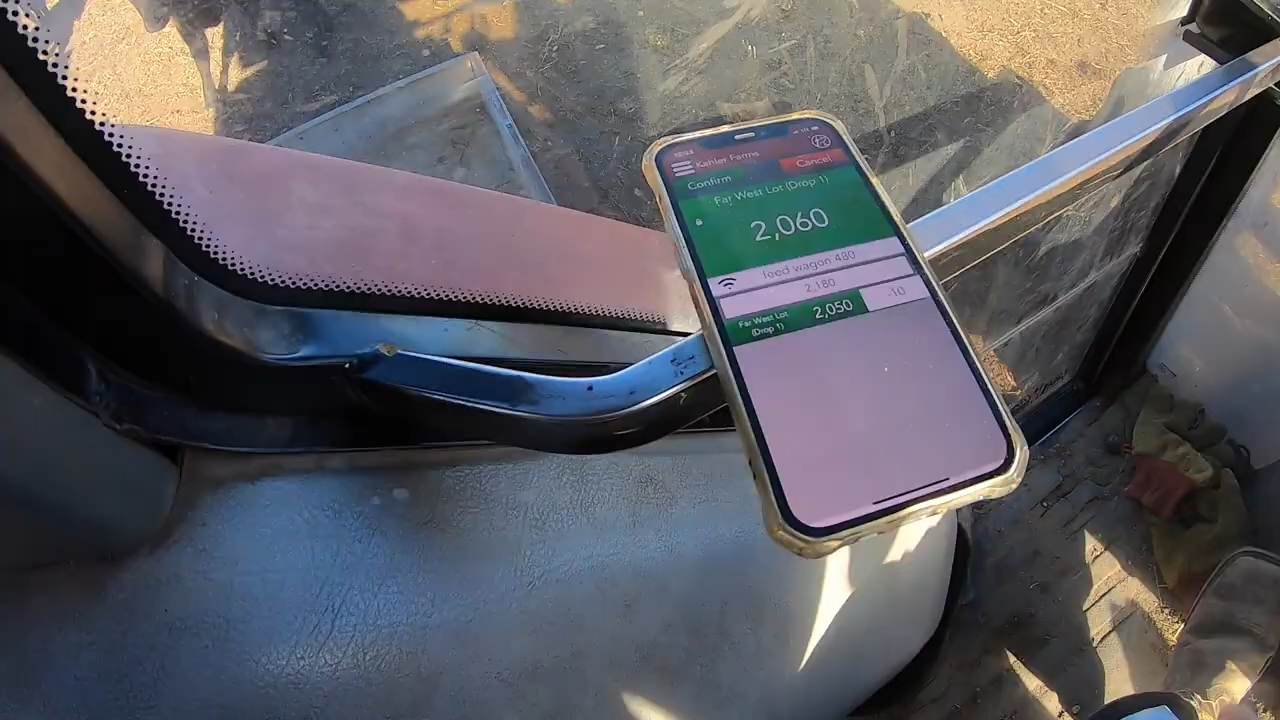 Kahler Farms
Cancel
Confirm
Far West Lot (Drop 1)
2,060
feed wagon 480
2,180
Far West Lot
(Drop 1)
2,050
-10